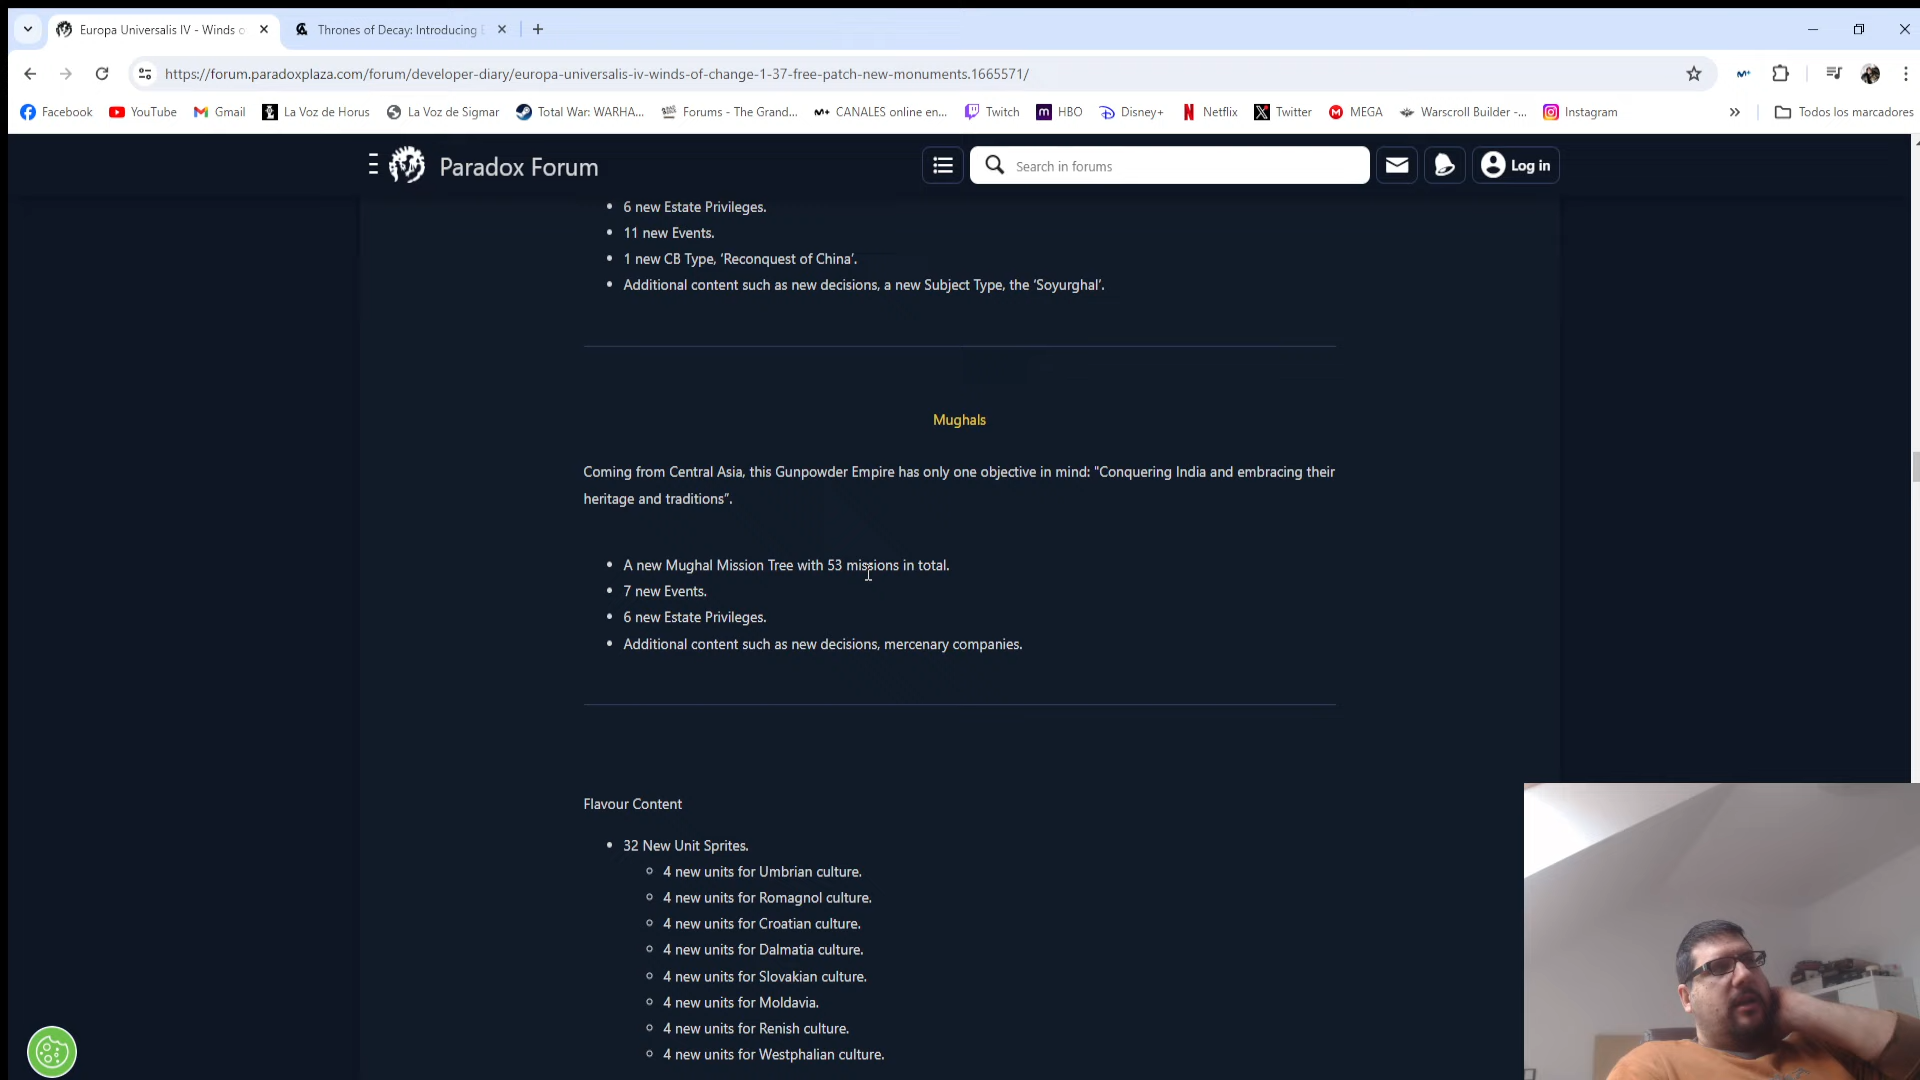 Europa Universalis IV - Winds o
Thrones of Decay: Introducing E
https://forum.paradoxplaza.com/forum/developer-diary/europa-universalis-iv-winds-of-change-1-37-free-patch-new-monuments.1665571/
Facebook
YouTube
Gmail
La Voz de Horus
La Voz de Sigmar
Total War: WARHA...
Forums - The Grand...
CANALES online en...
Twitch
HBO
Disney+
Netflix
Twitter
MEGA
Warscroll Builder -...
Instagram
»
Todos los marcadores
Paradox Forum
Search in forums
Log in
• 6 new Estate Privileges.
• 11 new Events.
• 1 new CB Type, ‘Reconquest of China’.
• Additional content such as new decisions, a new Subject Type, the ‘Soyurghal’.
Mughals
Coming from Central Asia, this Gunpowder Empire has only one objective in mind: "Conquering India and embracing their
heritage and traditions”.
• A new Mughal Mission Tree with 53 missions in total.
• 7 new Events.
• 6 new Estate Privileges.
• Additional content such as new decisions, mercenary companies.
Flavour Content
• 32 New Unit Sprites.
◦ 4 new units for Umbrian culture.
◦ 4 new units for Romagnol culture.
◦ 4 new units for Croatian culture.
◦ 4 new units for Dalmatia culture.
◦ 4 new units for Slovakian culture.
◦ 4 new units for Moldavia.
◦ 4 new units for Renish culture.
◦ 4 new units for Westphalian culture.